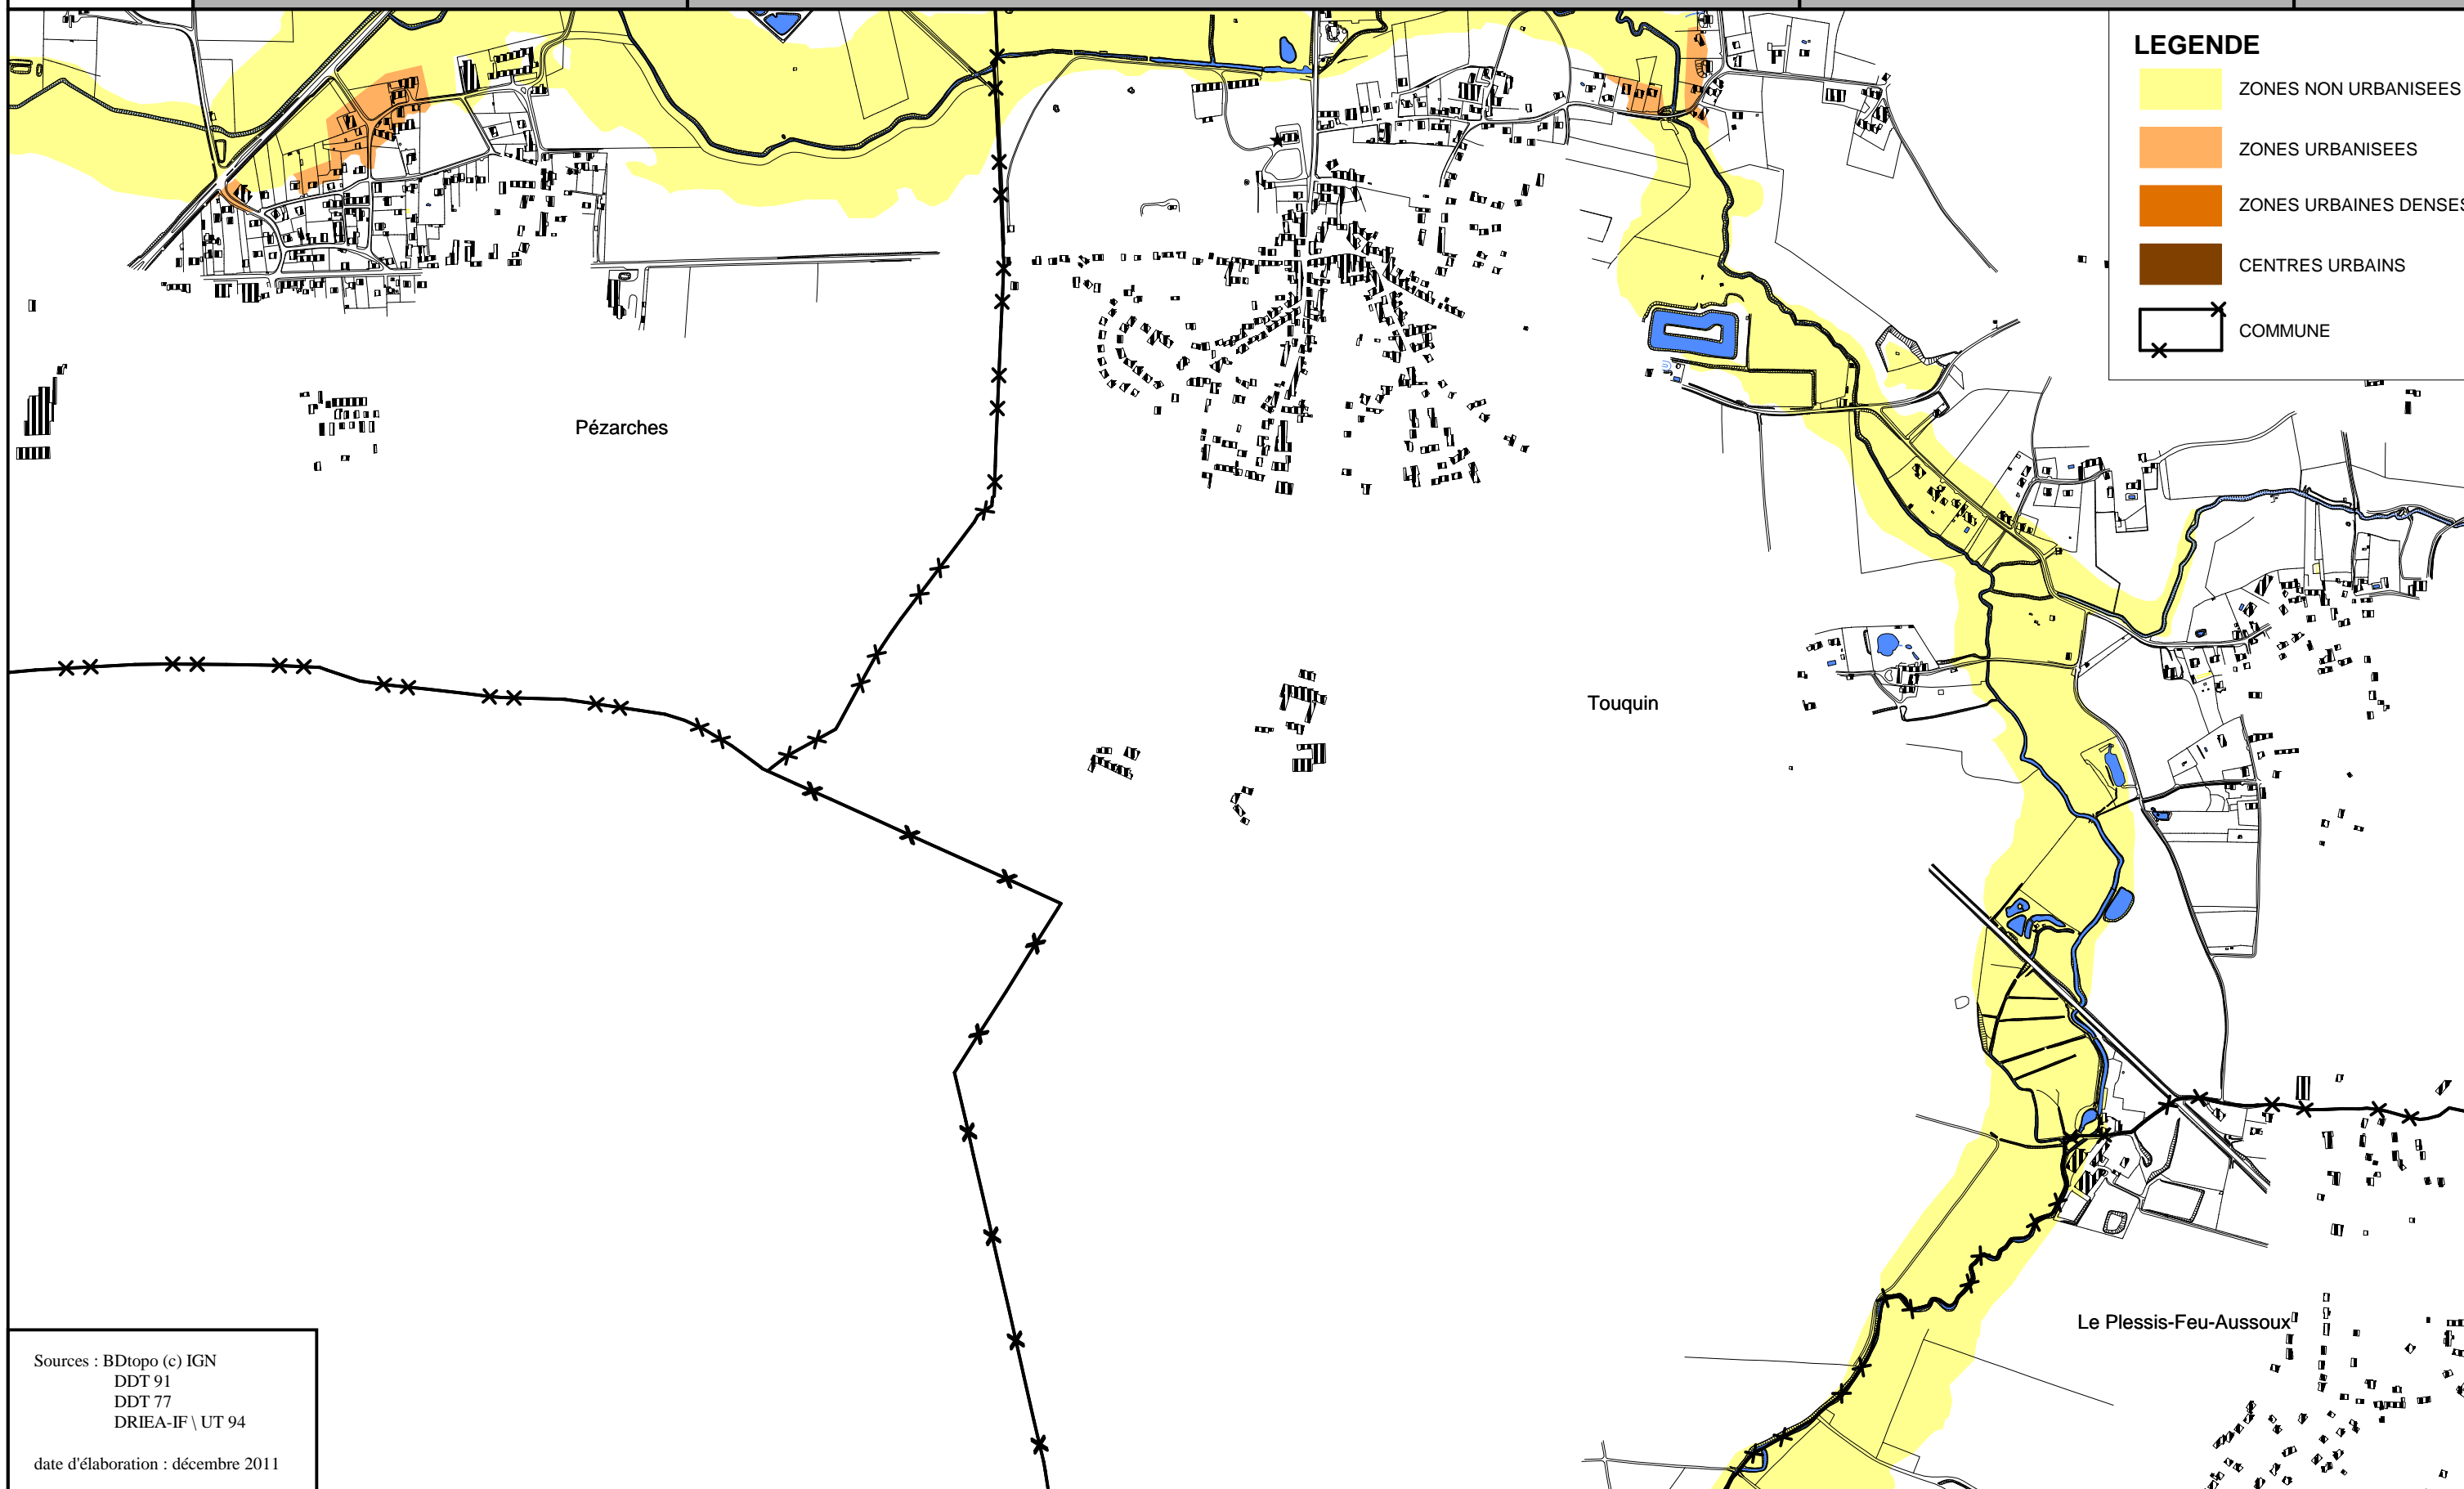 LEGENDE
ZONES NON URBANISEES
ZONES URBANISEES
ZONES URBAINES DENSES
CENTRES URBAINS
COMMUNE
Pézarches
Touquin
Le Plessis-Feu-Aussoux
Sources : BDtopo (c) IGN
DDT 91
DDT 77
DRIEA-IF \ UT 94
date d'élaboration : décembre 2011